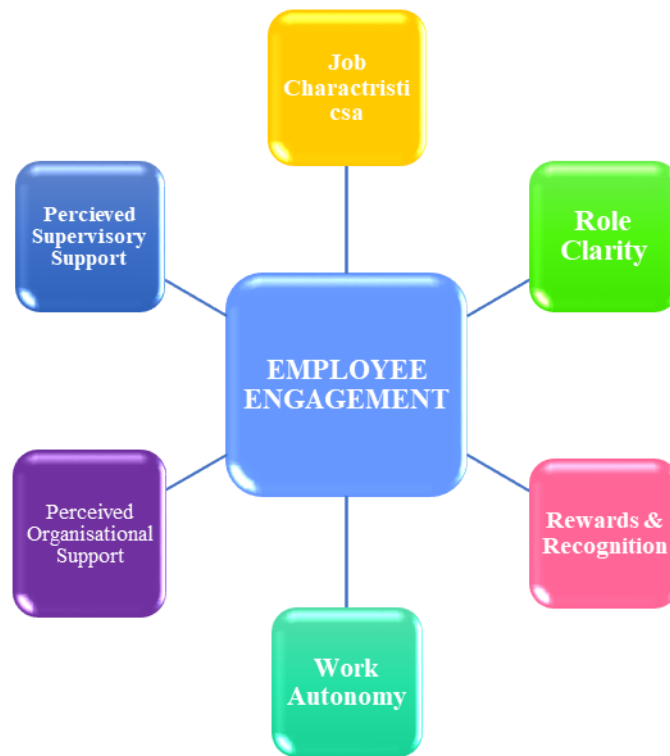 Job
Charactristi
csa
Percieved
Supervisory
Support
Role
Clarity
EMPLOYEE
ENGAGEMENT
Perceived
Organisational
Support
Rewards &
Recognition
Work
Autonomy